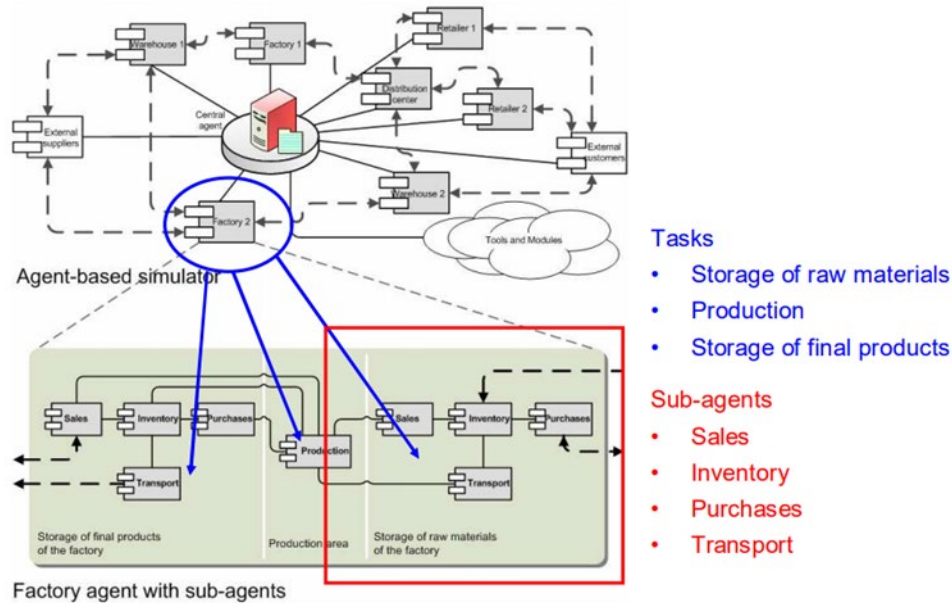 Retailer 1
Warehouse 1
Factory 1
Distribution
center
Retailer 2
Central
agent
External
suppliers
External
customers
Warehouse 2
Factory 2
Tools and Modules
Agent-based simulator
Tasks
• Storage of raw materials
• Production
• Storage of final products
Sales
Inventory
Purchases
Production
Sales
Inventory
Purchases
Transport
Transport
Storage of final products
of the factory
Production area
Storage of raw materials
of the factory
Factory agent with sub-agents
Sub-agents
• Sales
• Inventory
• Purchases
• Transport